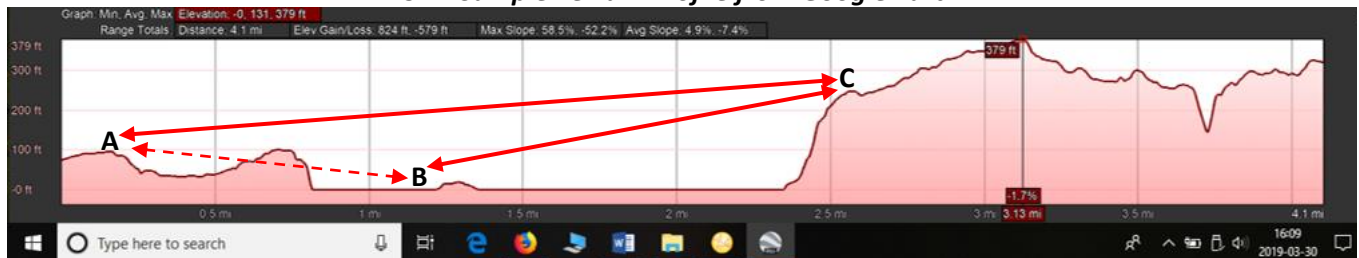 Graph: Min, Avg, Max Elevation: -0, 131, 379 ft
Range Totals: Distance: 4.1 mi Elev Gain/Loss: 824 ft, -579 ft Max Slope: 58.5%, -52.2% Avg Slope: 4.9%, -7.4%
379 ft
379 ft
300 ft
C
200 ft
A
100 ft
B
-0 ft
-1.7%
0.5 mi 1 mi 1.5 mi 2 mi 2.5 mi 3 mi 3.13 mi 3.5 mi 4.1 mi
Type here to search
16:09
2019-03-30